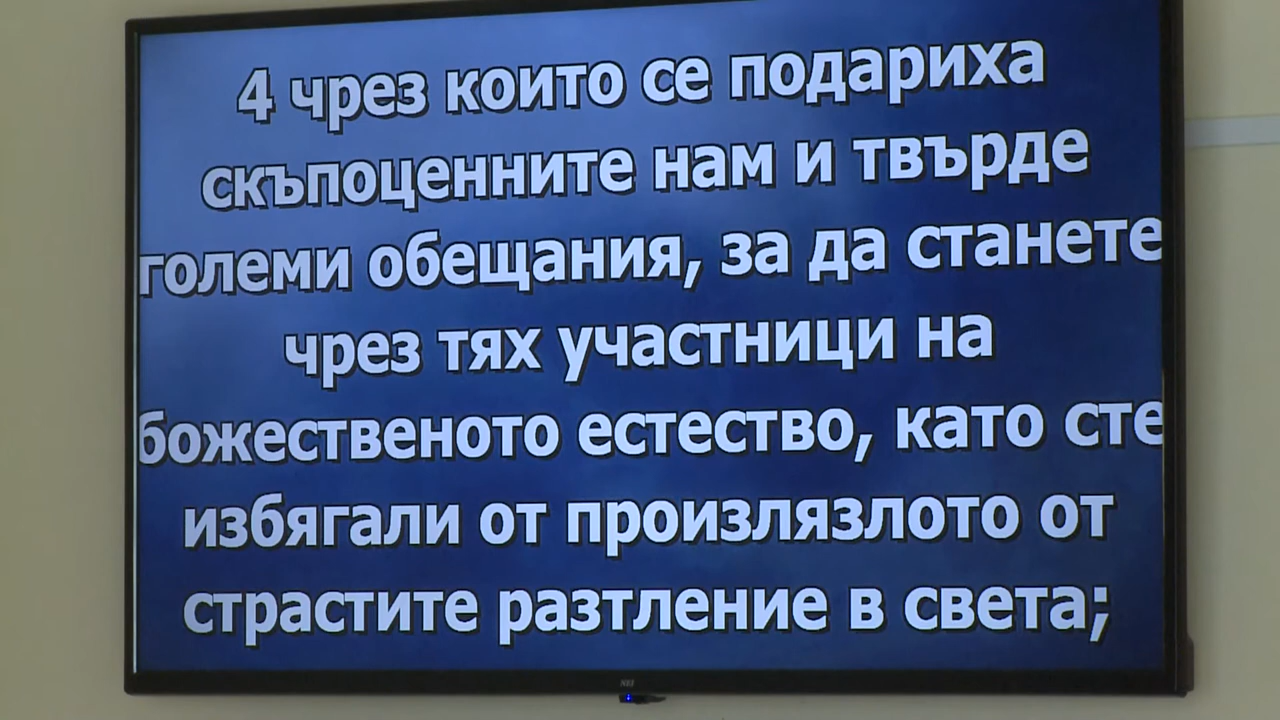 4 чрез които се подариха
скъпоценните нам и твърде
големи обещания, за да станете
чрез тях участници на
божественото естество, като сте
избягали от произлязлото от
страстите разтление в света;